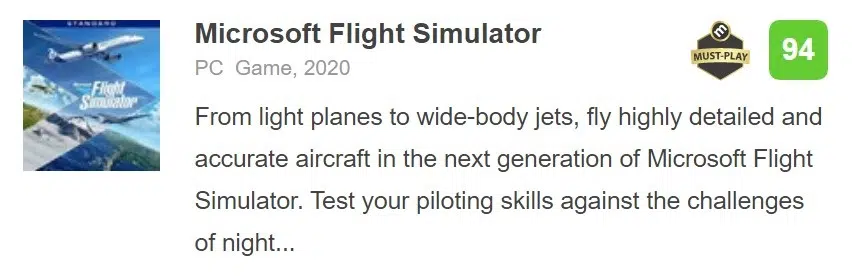 STANDARD
Flight
Simulator
Microsoft Flight Simulator
PC Game, 2020
m
MUST-PLAY
94
From light planes to wide-body jets, fly highly detailed and
accurate aircraft in the next generation of Microsoft Flight
Simulator. Test your piloting skills against the challenges
of night...